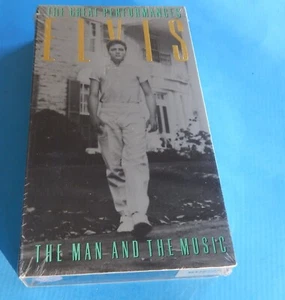 THE GREAT PERFORMANCES
ELVIS
THE MAN AND THE MUSIC